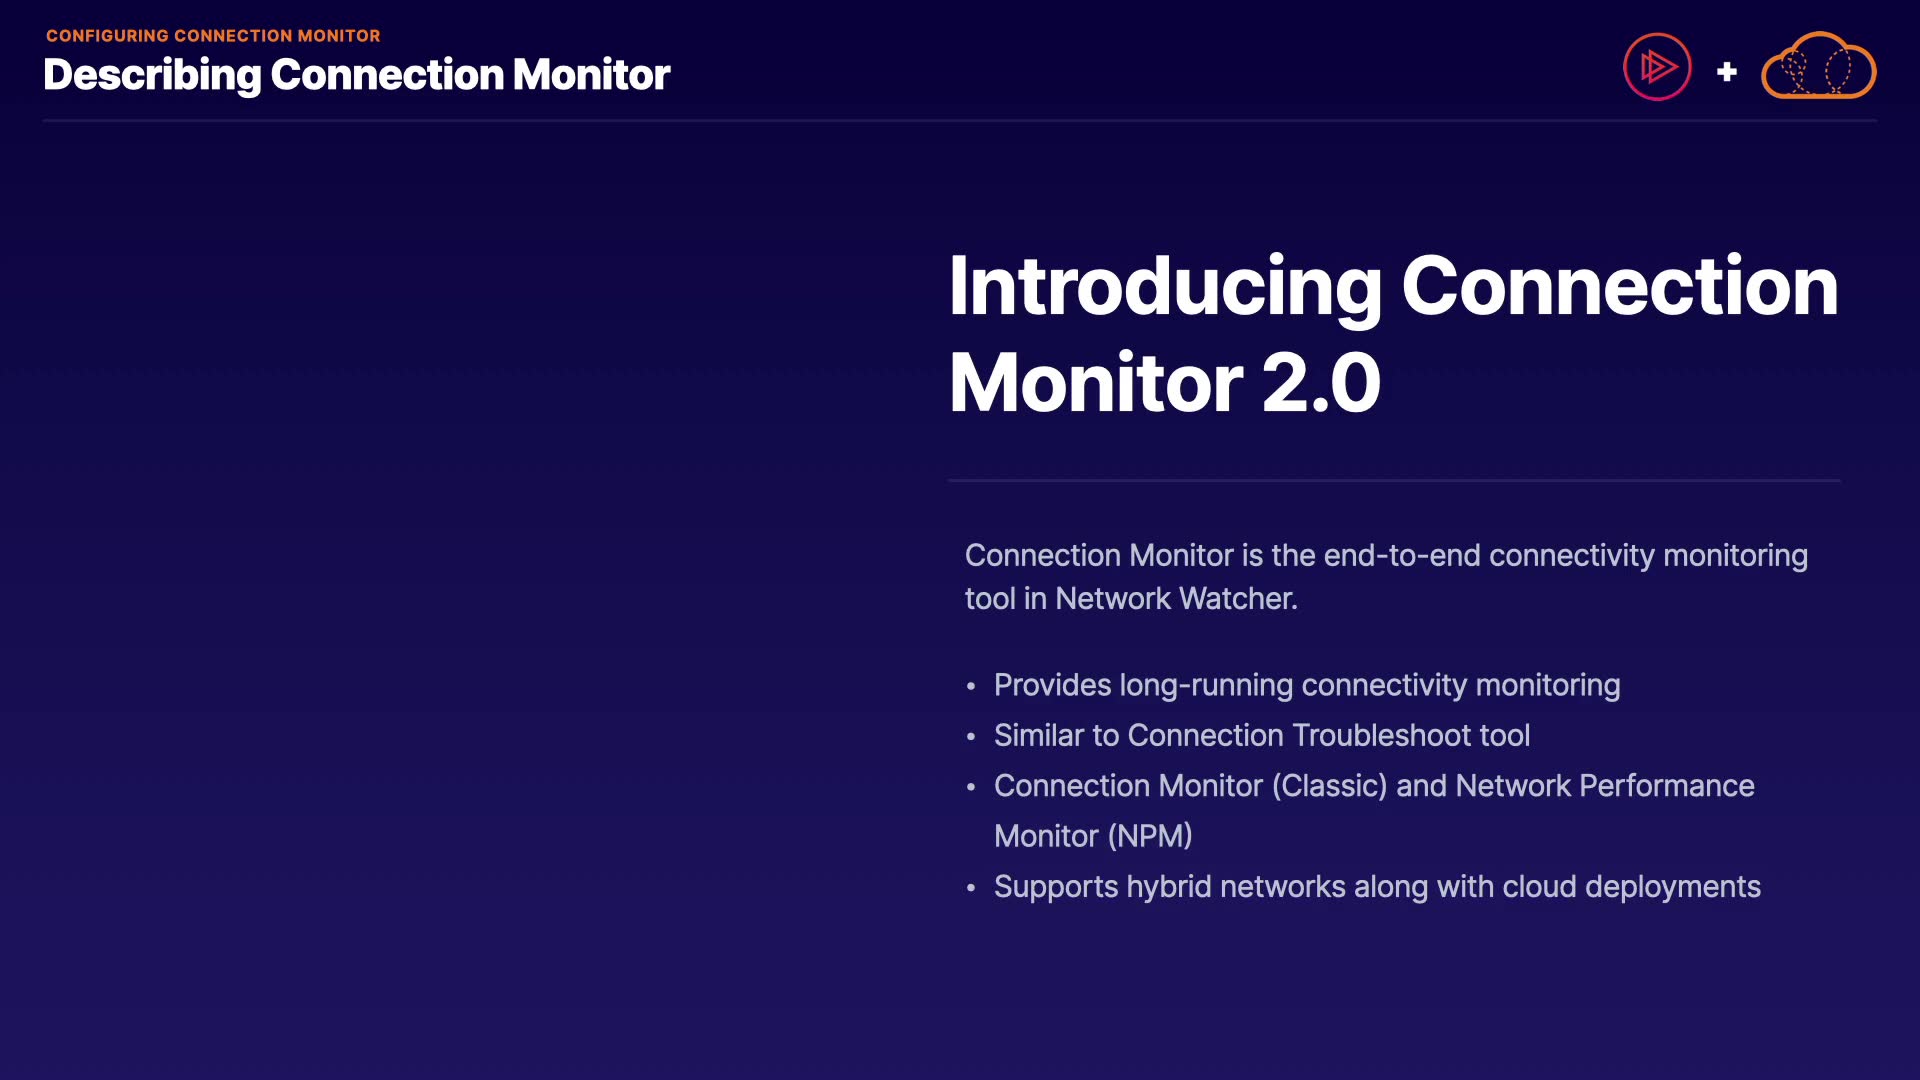 CONFIGURING CONNECTION MONITOR
Describing Connection Monitor
+
Introducing Connection
Monitor 2.0
Connection Monitor is the end-to-end connectivity monitoring
tool in Network Watcher.
• Provides long-running connectivity monitoring
• Similar to Connection Troubleshoot tool
• Connection Monitor (Classic) and Network Performance
Monitor (NPM)
• Supports hybrid networks along with cloud deployments